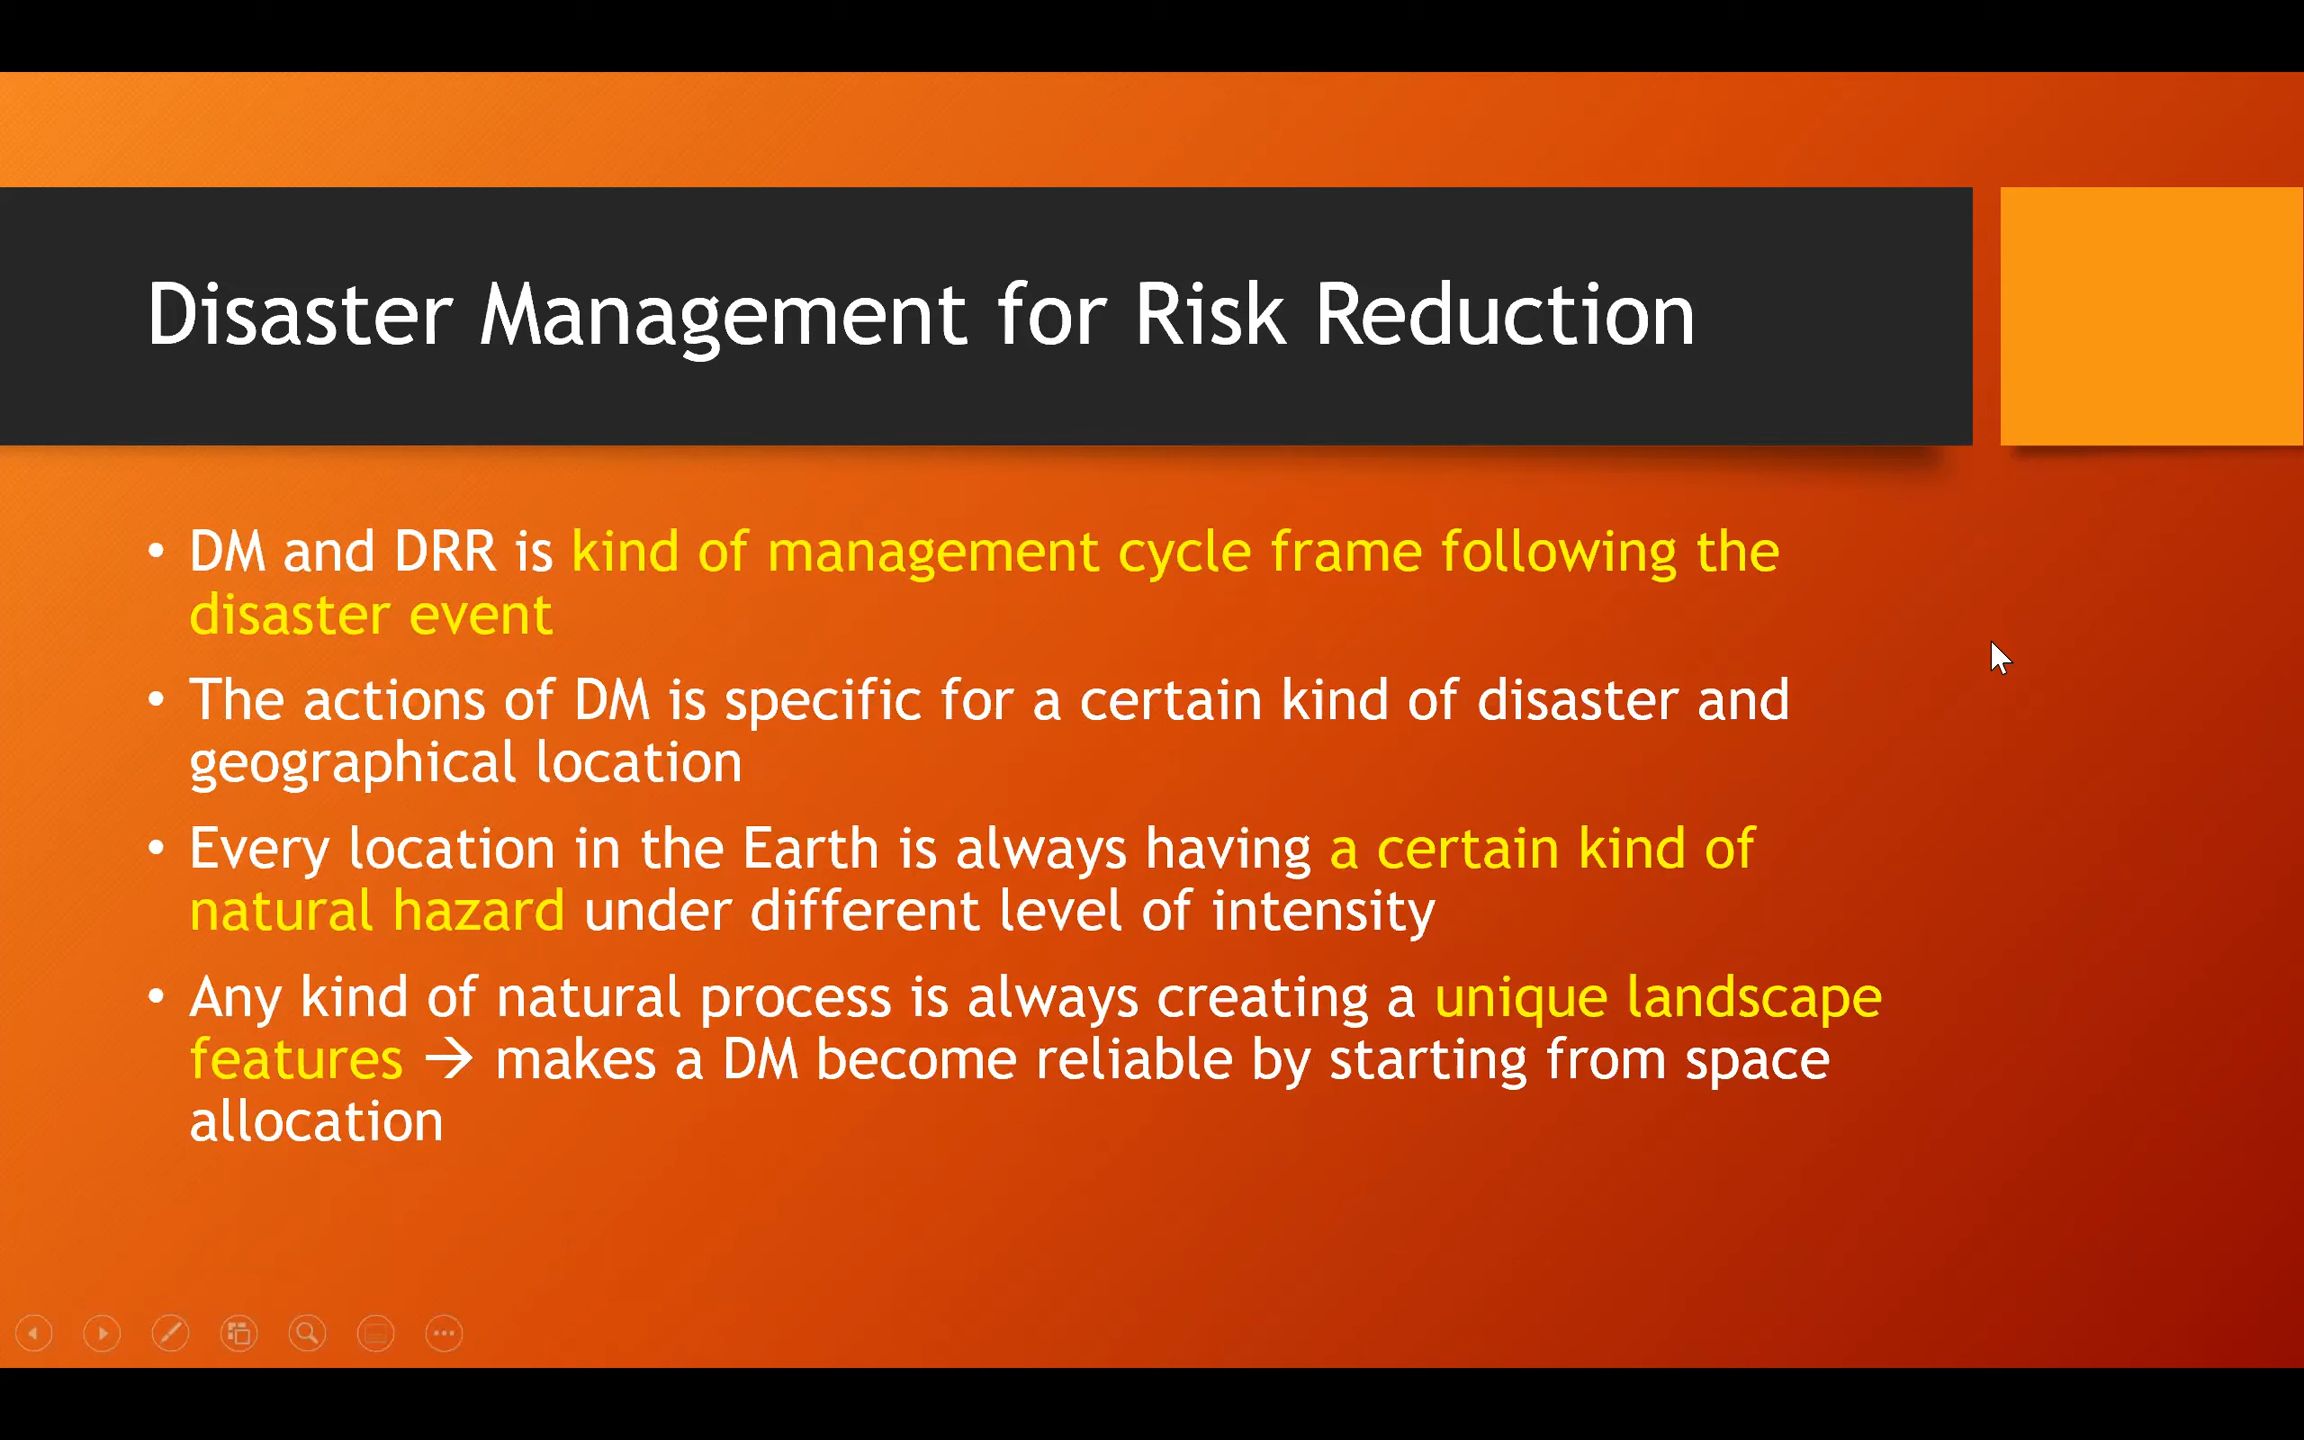 Disaster Management for Risk Reduction
• DM and DRR is kind of management cycle frame following the
disaster event
• The actions of DM is specific for a certain kind of disaster and
geographical location
• Every location in the Earth is always having a certain kind of
natural hazard under different level of intensity
• Any kind of natural process is always creating a unique landscape
features → makes a DM become reliable by starting from space
allocation